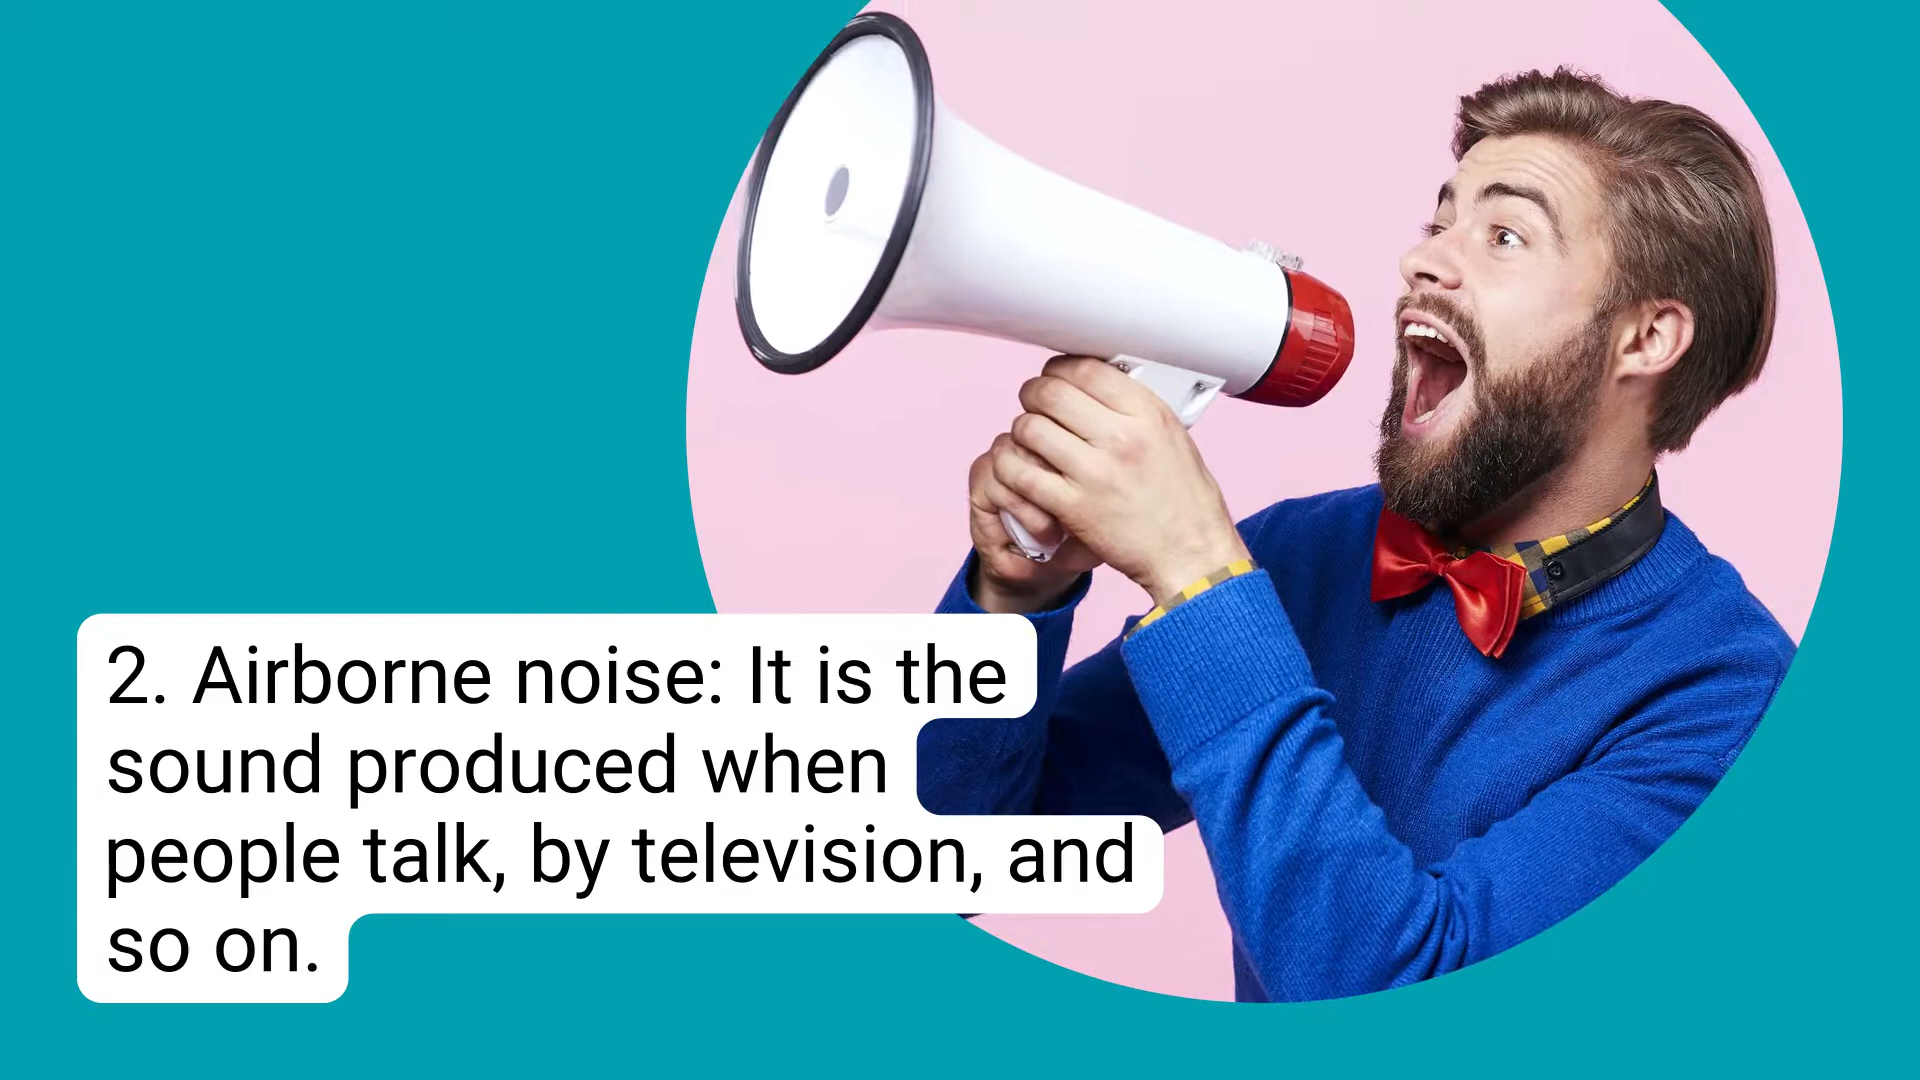 2. Airborne noise: It is the
sound produced when
people talk, by television, and
so on.